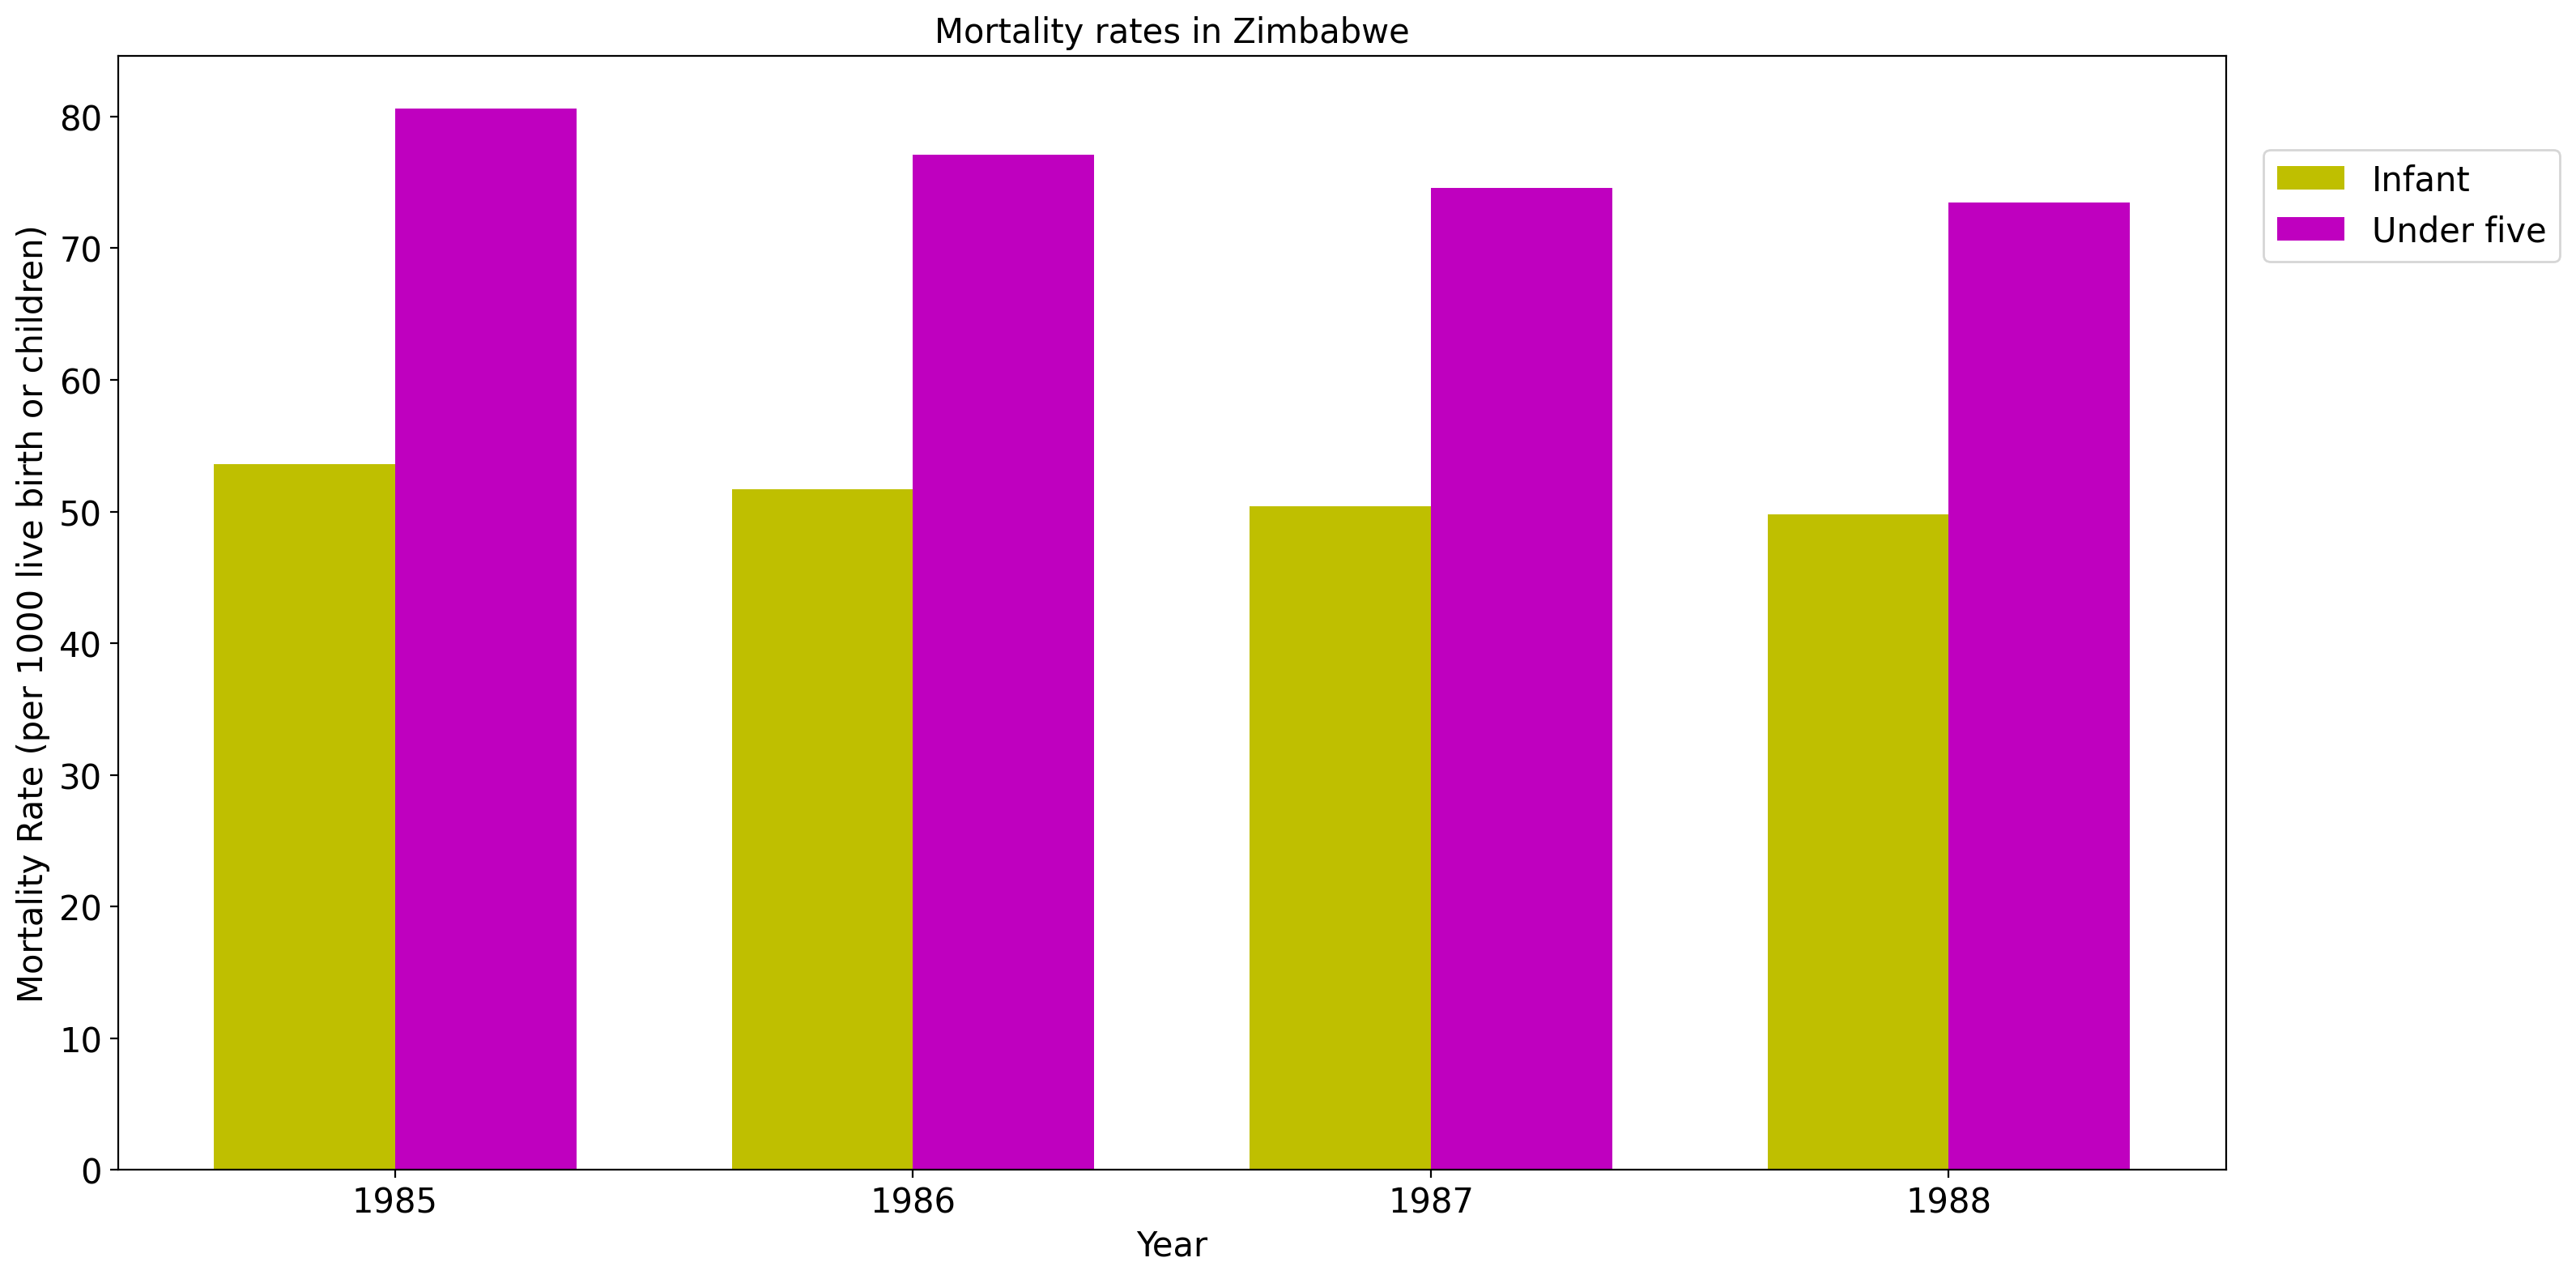 Mortality rates in Zimbabwe
Mortality Rate (per 1000 live birth or children)
80
70
60
50
40
30
20
10
0
1985 1986 1987 1988
Year
Infant
Under five